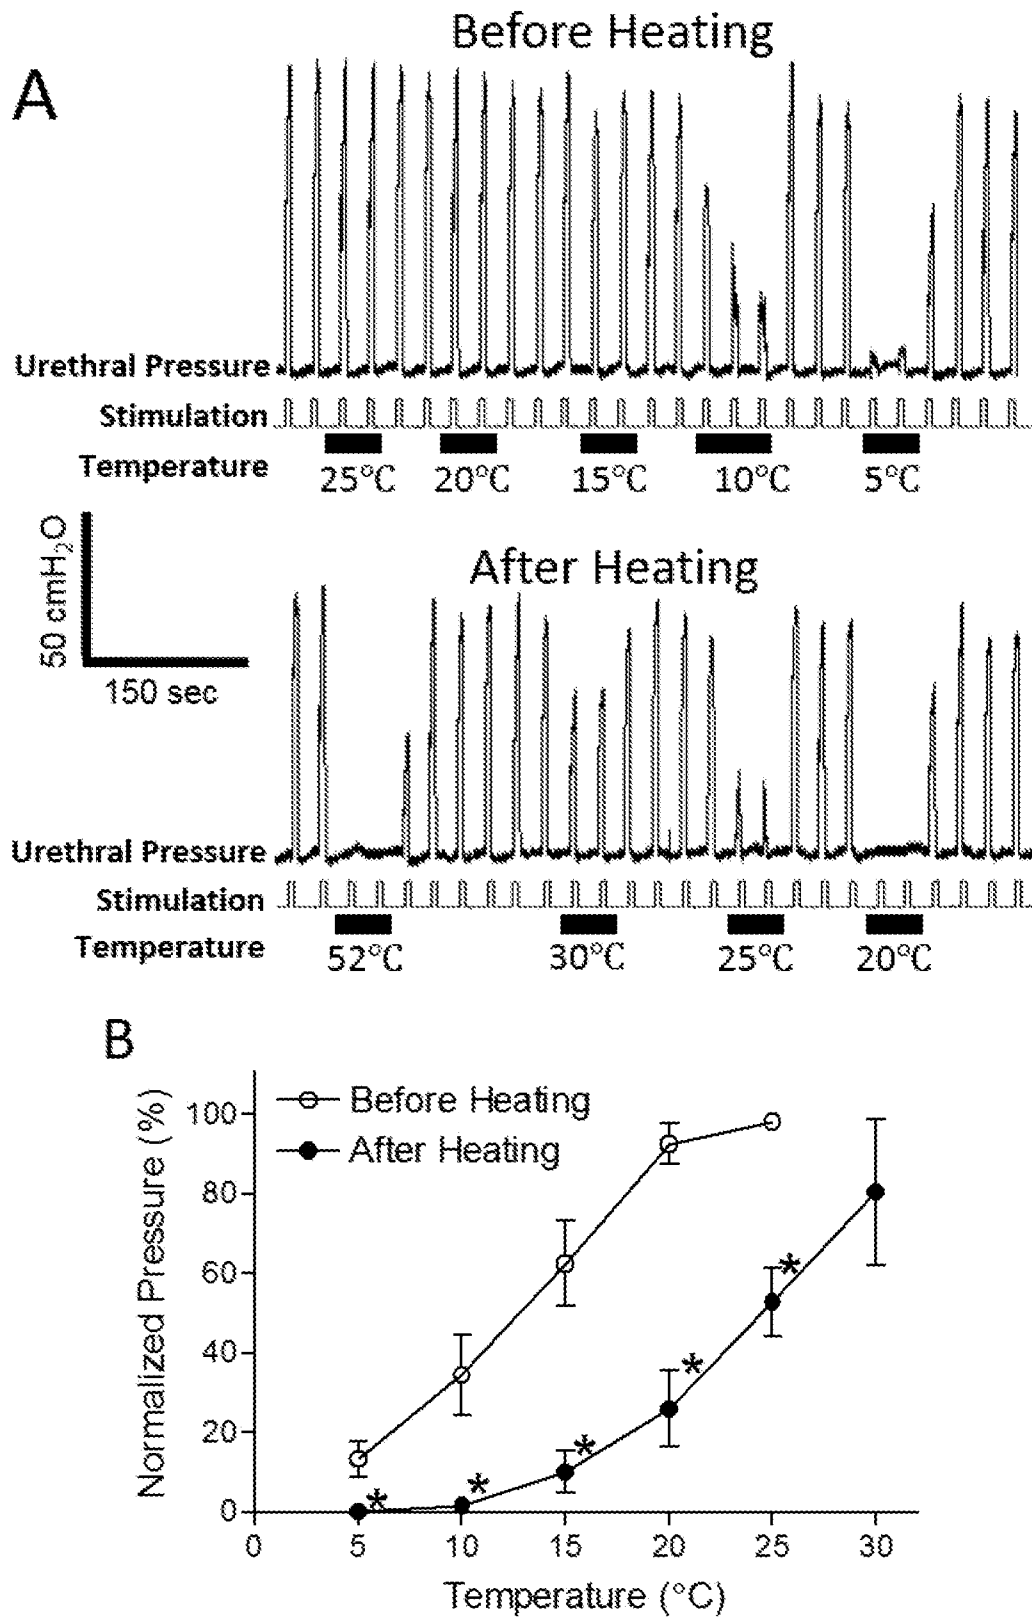 Before Heating
A
Urethral Pressure
Stimulation
Temperature
25°C 20°C 15°C 10°C 5°C
50 cmH₂O
150 sec
After Heating
Urethral Pressure
Stimulation
Temperature
52°C 30°C 25°C 20°C
B
Normalized Pressure (%)
100
80
60
40
20
0
Before Heating
After Heating
*
*
*
*
*
0 5 10 15 20 25 30
Temperature (°C)